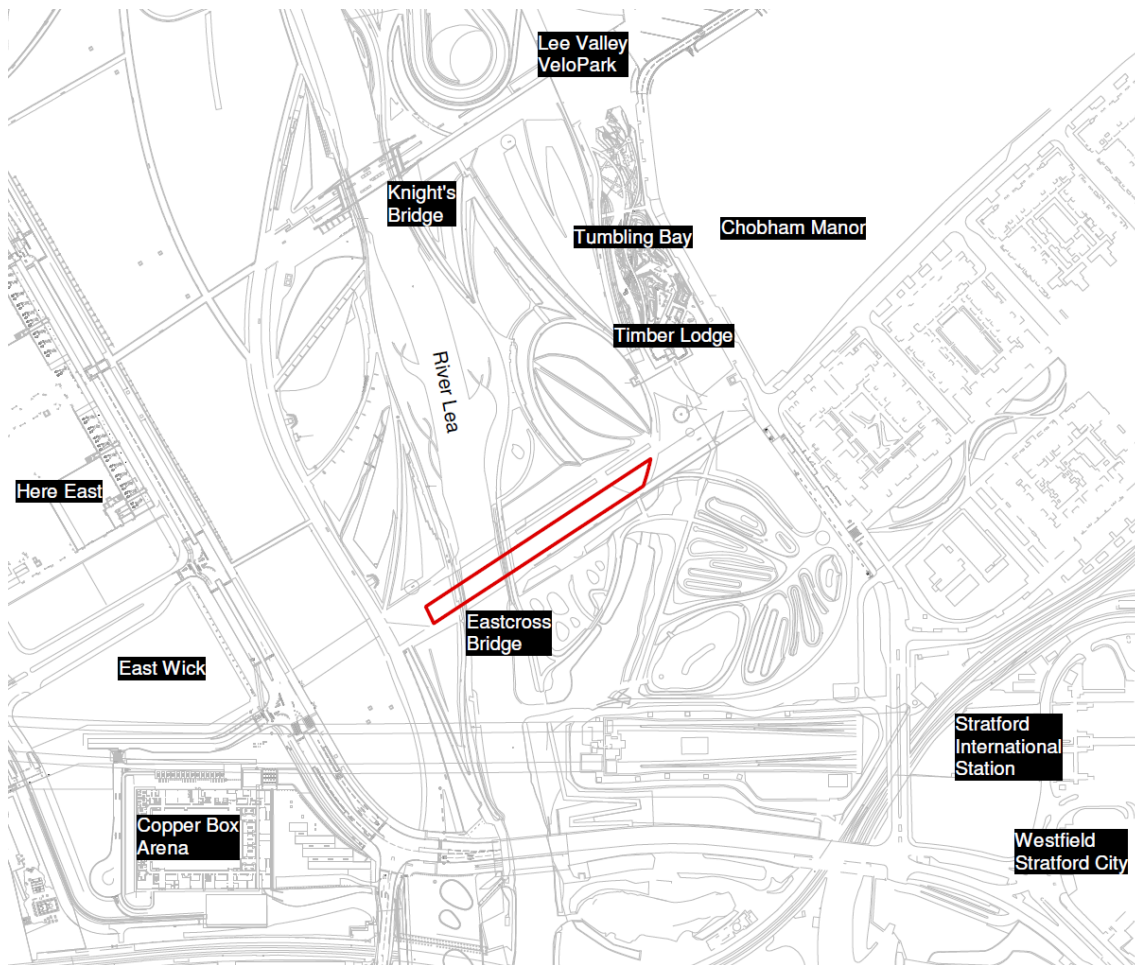 Lee Valley
VeloPark
Knight's
Bridge
Chobham Manor
Tumbling Bay
Timber Lodge
River Lea
Here East
Eastcross
Bridge
East Wick
Stratford
International
Station
Copper Box
Arena
Westfield
Stratford City